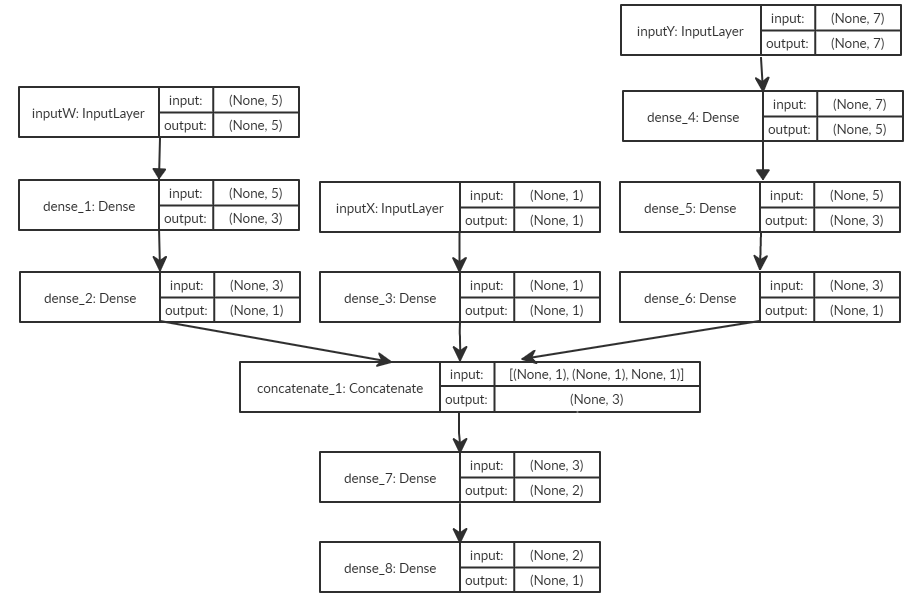 inputY: InputLayer
input: (None, 7)
output: (None, 7)
inputW: InputLayer
input: (None, 5)
output: (None, 5)
dense_4: Dense
input: (None, 7)
output: (None, 5)
dense_1: Dense
input: (None, 5)
output: (None, 3)
inputX: InputLayer
input: (None, 1)
output: (None, 1)
dense_5: Dense
input: (None, 5)
output: (None, 3)
dense_2: Dense
input: (None, 3)
output: (None, 1)
dense_3: Dense
input: (None, 1)
output: (None, 1)
dense_6: Dense
input: (None, 3)
output: (None, 1)
concatenate_1: Concatenate
input: [(None, 1), (None, 1), None, 1)]
output: (None, 3)
dense_7: Dense
input: (None, 3)
output: (None, 2)
dense_8: Dense
input: (None, 2)
output: (None, 1)